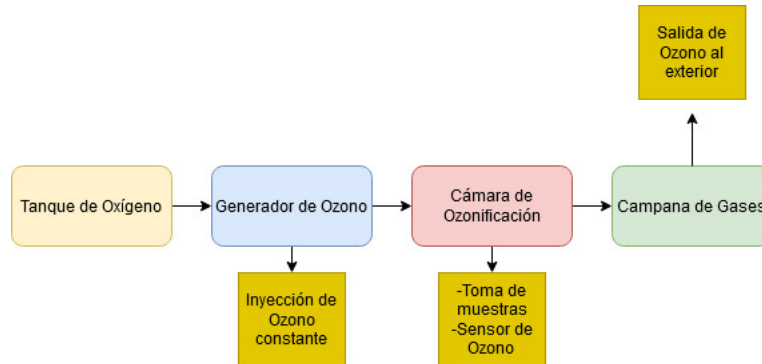 Salida de
Ozono al
exterior
Tanque de Oxígeno
Generador de Ozono
Cámara de
Ozonificación
Campana de Gases
Inyección de
Ozono
constante
-Toma de
muestras
-Sensor de
Ozono